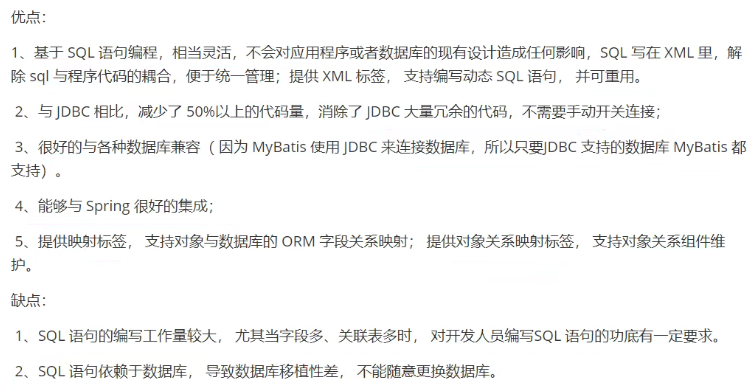 优点：
1、基于 SQL 语句编程，相当灵活，不会对应用程序或者数据库的现有设计造成任何影响，SQL 写在 XML 里，解
除 sql 与程序代码的耦合，便于统一管理；提供 XML 标签， 支持编写动态 SQL 语句， 并可重用。
2、与 JDBC 相比，减少了 50%以上的代码量，消除了 JDBC 大量冗余的代码，不需要手动开关连接；
3、很好的与各种数据库兼容（ 因为 MyBatis 使用 JDBC 来连接数据库，所以只要JDBC 支持的数据库 MyBatis 都
支持）。
4、能够与 Spring 很好的集成；
5、提供映射标签， 支持对象与数据库的 ORM 字段关系映射； 提供对象关系映射标签， 支持对象关系组件维
护。
缺点：
1、SQL 语句的编写工作量较大， 尤其当字段多、关联表多时， 对开发人员编写SQL 语句的功底有一定要求。
2、SQL 语句依赖于数据库， 导致数据库移植性差， 不能随意更换数据库。